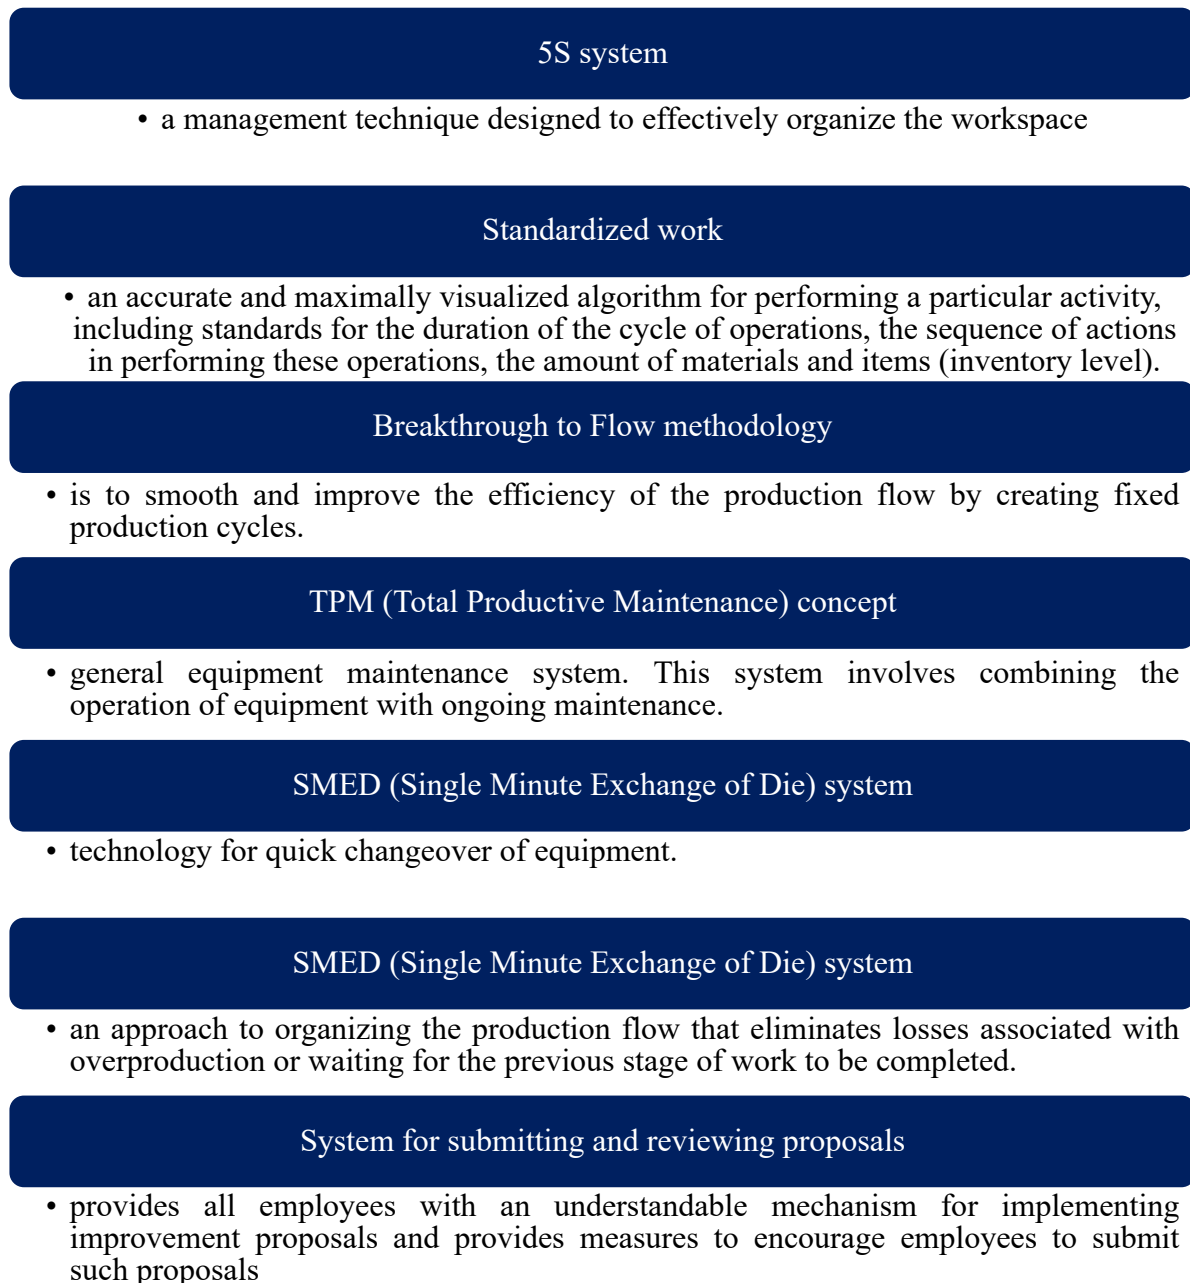 5S system
• a management technique designed to effectively organize the workspace
Standardized work
• an accurate and maximally visualized algorithm for performing a particular activity,
including standards for the duration of the cycle of operations, the sequence of actions
in performing these operations, the amount of materials and items (inventory level).
Breakthrough to Flow methodology
• is to smooth and improve the efficiency of the production flow by creating fixed
production cycles.
TPM (Total Productive Maintenance) concept
• general equipment maintenance system. This system involves combining the
operation of equipment with ongoing maintenance.
SMED (Single Minute Exchange of Die) system
• technology for quick changeover of equipment.
SMED (Single Minute Exchange of Die) system
• an approach to organizing the production flow that eliminates losses associated with
overproduction or waiting for the previous stage of work to be completed.
System for submitting and reviewing proposals
• provides all employees with an understandable mechanism for implementing
improvement proposals and provides measures to encourage employees to submit
such proposals